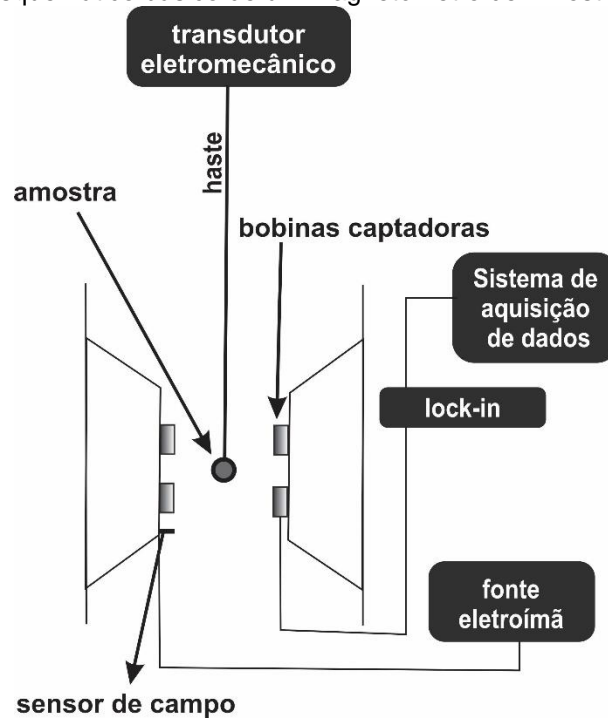 transdutor
eletromecânico
haste
amostra
bobinas captadoras
Sistema de
aquisição
de dados
lock-in
fonte
eletroímã
sensor de campo